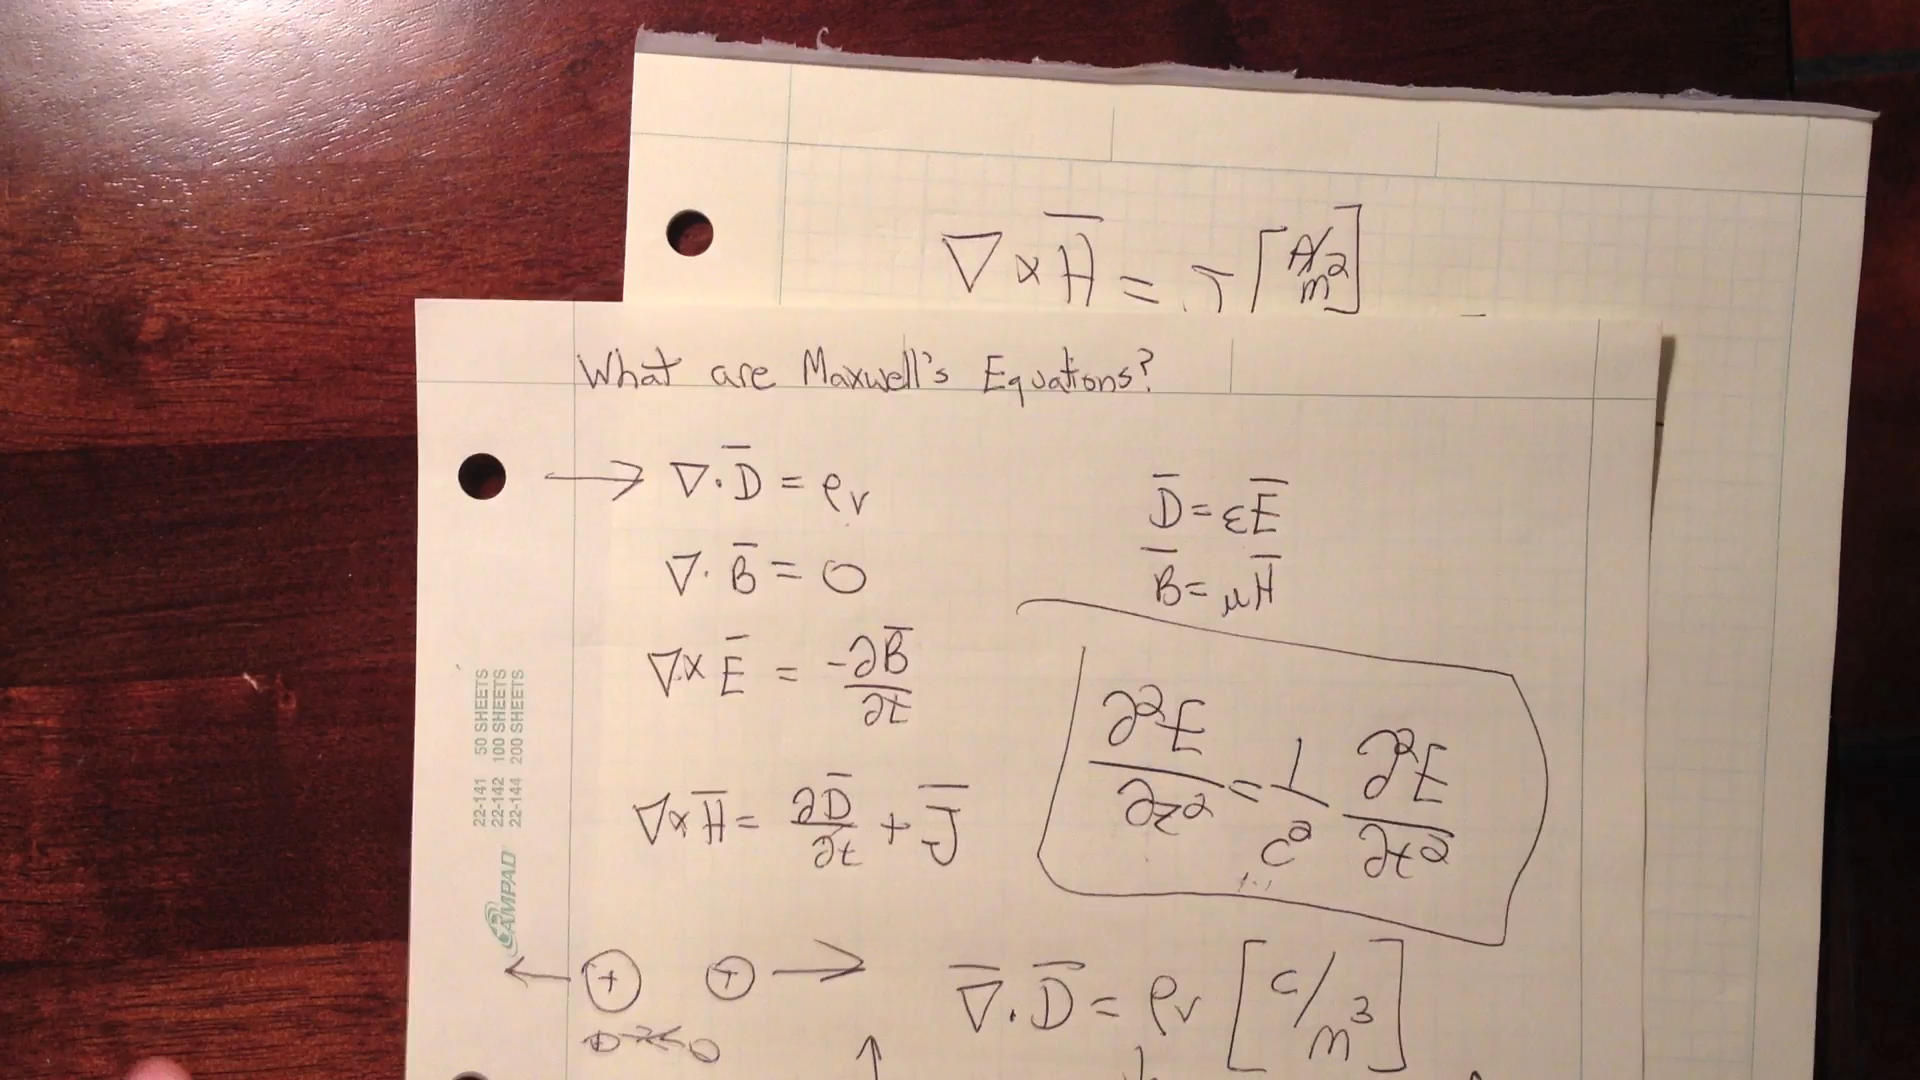 ∇ × H̅ = J [A/m²]
What are Maxwell's Equations?
→ ∇ · D̅ = ρv
∇ · B̅ = 0
∇ × E̅ = -∂B̅/∂t
∇ × H̅ = ∂D̅/∂t + J̅
D̅ = εE̅
B̅ = μH̅
∂²E/∂z² = 1/c² ∂²E/∂t²
← (+) (+) →
∇̅ · D̅ = ρv [C/m³]
22-141 50 SHEETS
22-142 100 SHEETS
22-144 200 SHEETS
AMPAD